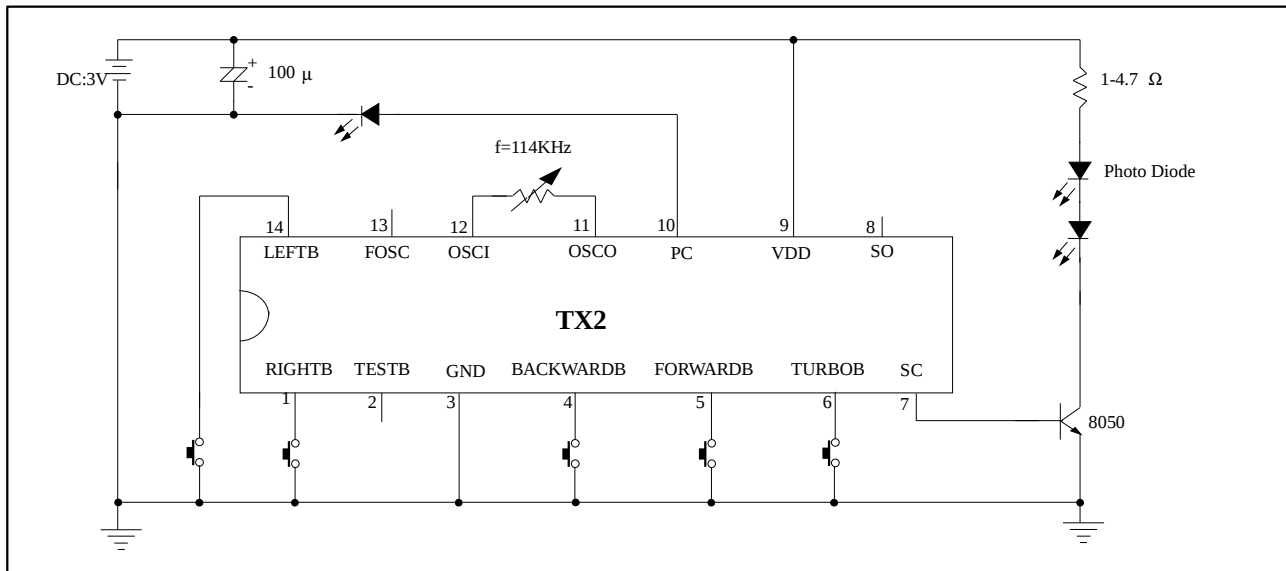 DC:3V
+
-
100 μ
1-4.7 Ω
f=114KHz
Photo Diode
14 13 12 11 10 9 8
LEFTB FOSC OSCI OSCO PC VDD SO
TX2
RIGHTB TESTB GND BACKWARDB FORWARDB TURBOB SC
1 2 3 4 5 6 7
8050